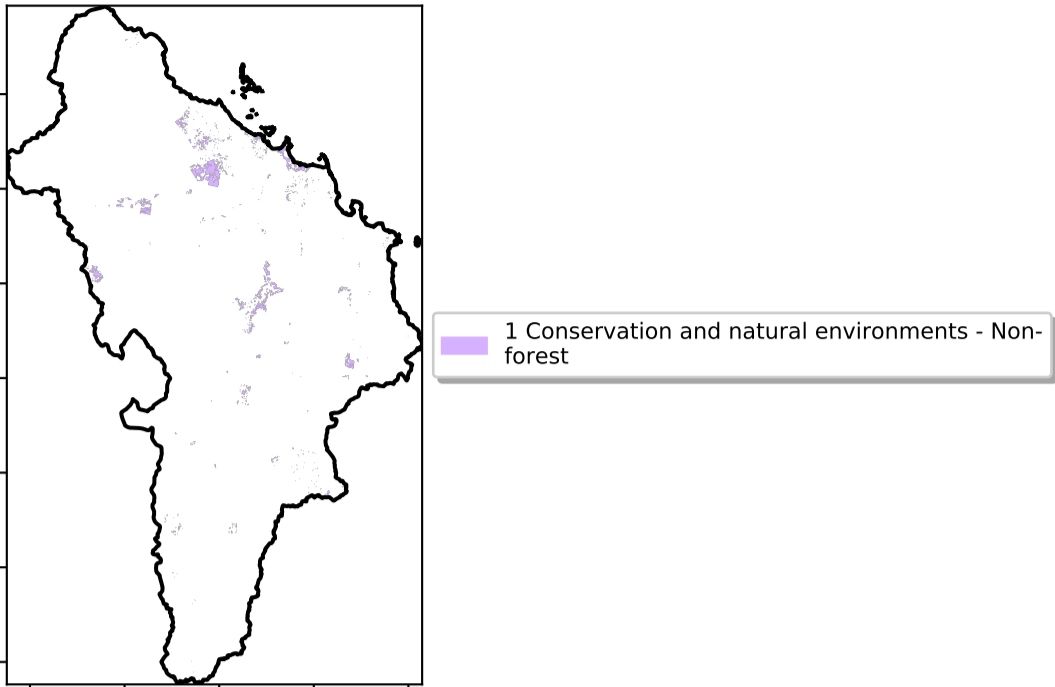 1 Conservation and natural environments - Non-
forest